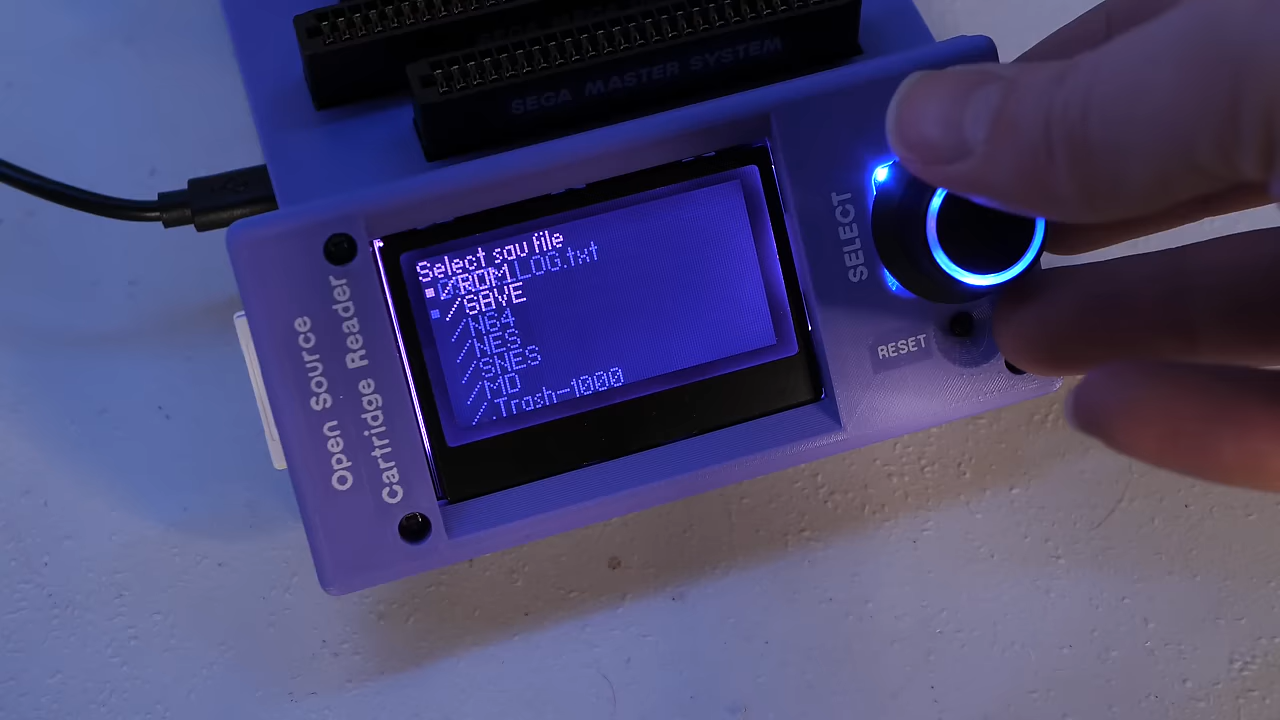 SEGA MASTER SYSTEM
Select sav file
/ROM
/SAVE
LOG.txt
/N64
/NES
/SNES
/MD
/.Trash-1000
SELECT
RESET
Open Source
Cartridge Reader